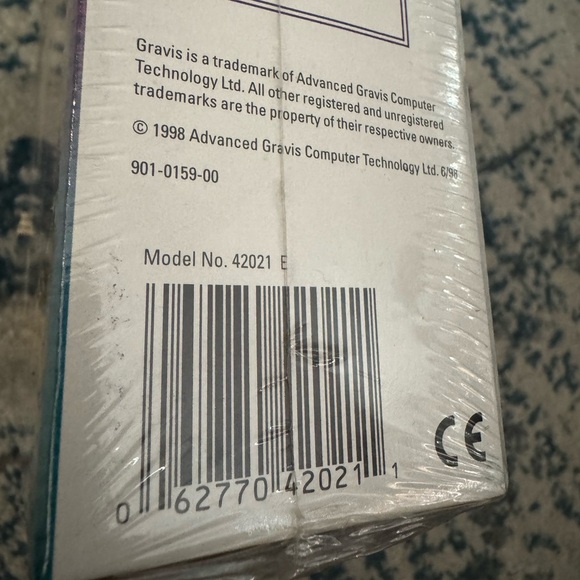 Gravis is a trademark of Advanced Gravis Computer
Technology Ltd. All other registered and unregistered
trademarks are the property of their respective owners.
© 1998 Advanced Gravis Computer Technology Ltd. 6/98
901-0159-00
Model No. 42021 E
0 62770 42021 1
CE